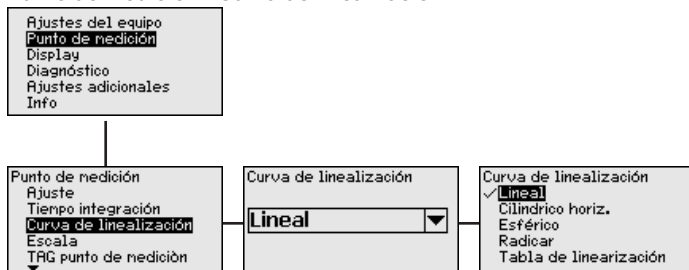 Ajustes del equipo
Punto de medición
Display
Diagnóstico
Ajustes adicionales
Info
Punto de medición
Ajuste
Tiempo integración
Curva de linealización
Escala
TAG punto de medición
Curva de linealización
Lineal
Curva de linealización
Lineal
Cilindrico horiz.
Esférico
Radicar
Tabla de linearización